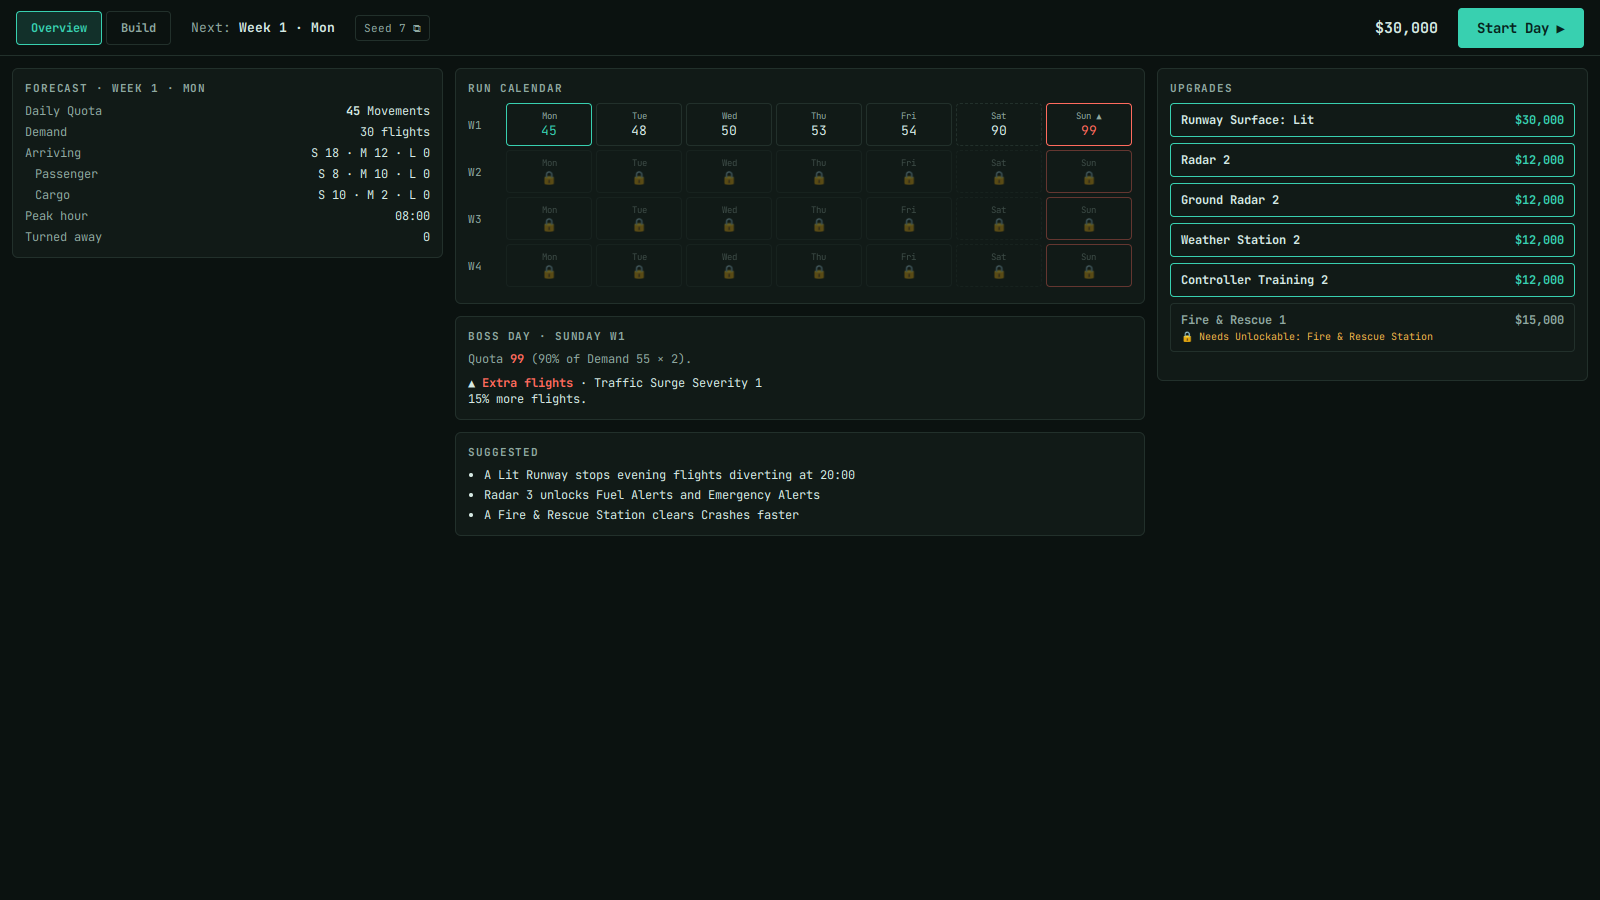 Overview
Build
Next: Week 1 · Mon
Seed 7
$30,000
Start Day ▶
FORECAST · WEEK 1 · MON
Daily Quota 45 Movements
Demand 30 flights
Arriving S 18 · M 12 · L 0
Passenger S 8 · M 10 · L 0
Cargo S 10 · M 2 · L 0
Peak hour 08:00
Turned away 0
RUN CALENDAR
W1
Mon
45
Tue
48
Wed
50
Thu
53
Fri
54
Sat
90
Sun ▲
99
W2
Mon
Tue
Wed
Thu
Fri
Sat
Sun
W3
Mon
Tue
Wed
Thu
Fri
Sat
Sun
W4
Mon
Tue
Wed
Thu
Fri
Sat
Sun
BOSS DAY · SUNDAY W1
Quota 99 (90% of Demand 55 × 2).
▲ Extra flights · Traffic Surge Severity 1
15% more flights.
SUGGESTED
• A Lit Runway stops evening flights diverting at 20:00
• Radar 3 unlocks Fuel Alerts and Emergency Alerts
• A Fire & Rescue Station clears Crashes faster
UPGRADES
Runway Surface: Lit $30,000
Radar 2 $12,000
Ground Radar 2 $12,000
Weather Station 2 $12,000
Controller Training 2 $12,000
Fire & Rescue 1 $15,000
🔒 Needs Unlockable: Fire & Rescue Station